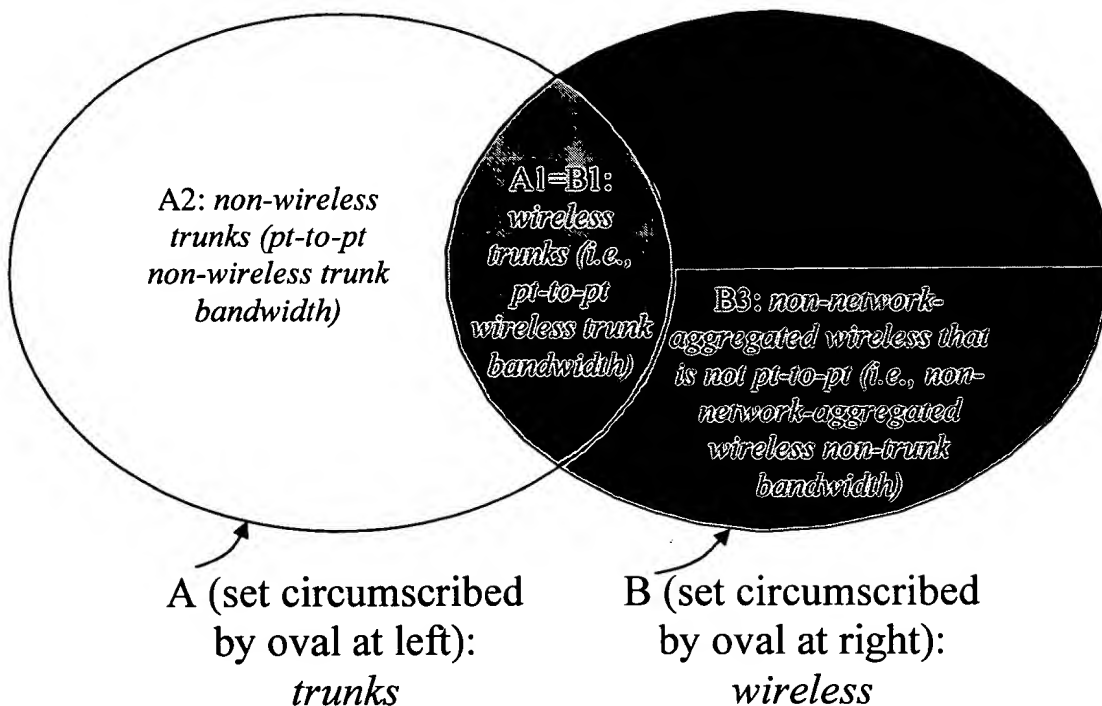 A2: non-wireless
trunks (pt-to-pt
non-wireless trunk
bandwidth)
A1=B1:
wireless
trunks (i.e.,
pt-to-pt
wireless trunk
bandwidth)
B3: non-network-
aggregated wireless that
is not pt-to-pt (i.e., non-
network-aggregated
wireless non-trunk
bandwidth)
A (set circumscribed
by oval at left):
trunks
B (set circumscribed
by oval at right):
wireless